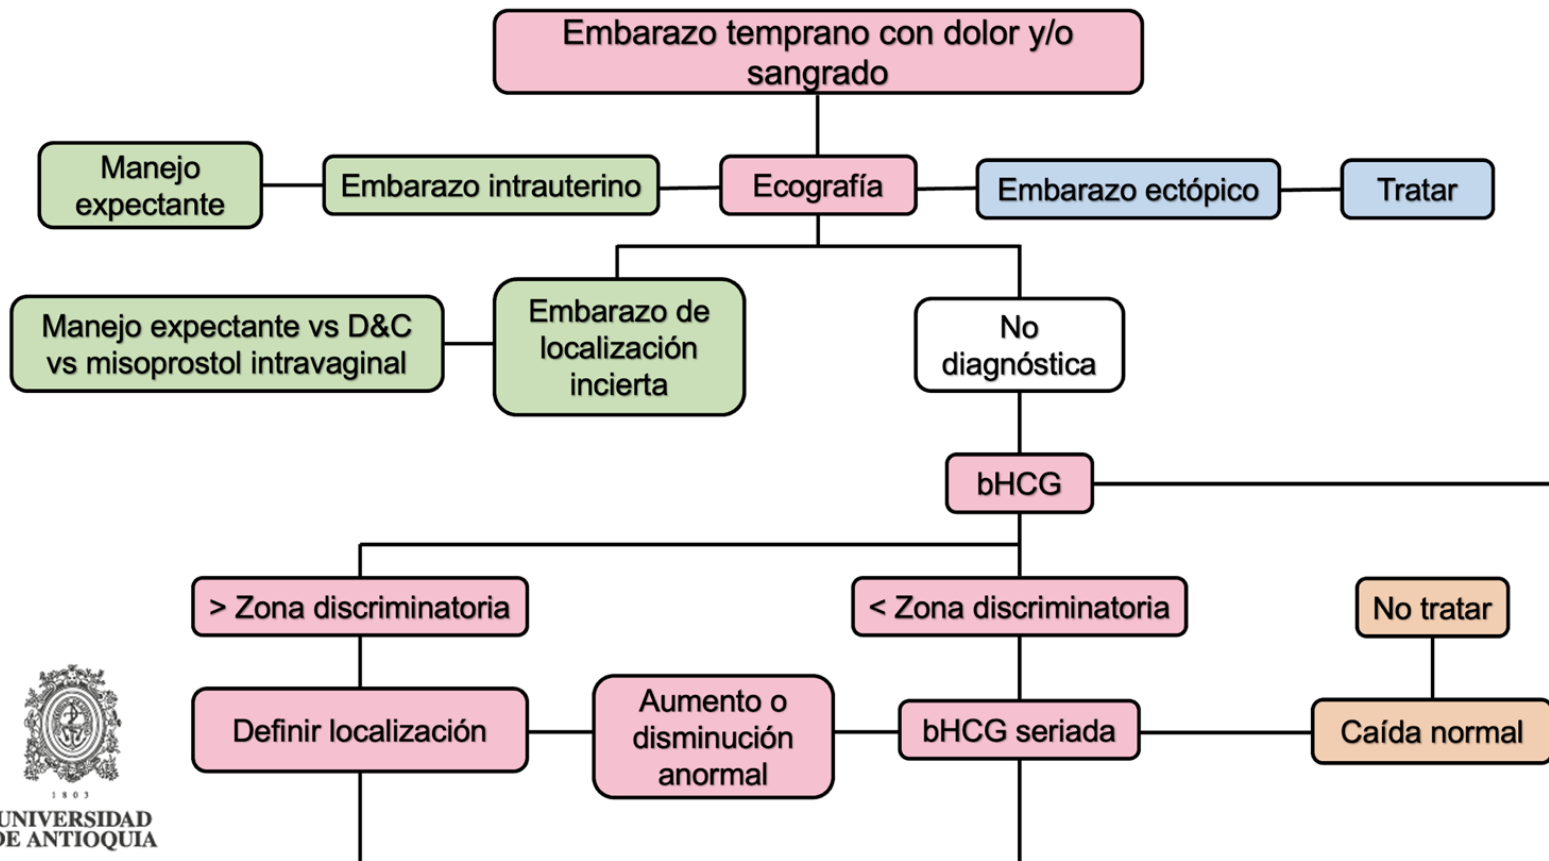 Embarazo temprano con dolor y/o
sangrado
Manejo
expectante
Embarazo intrauterino
Ecografía
Embarazo ectópico
Tratar
Manejo expectante vs D&C
vs misoprostol intravaginal
Embarazo de
localización
incierta
No
diagnóstica
bHCG
> Zona discriminatoria
< Zona discriminatoria
No tratar
Definir localización
Aumento o
disminución
anormal
bHCG seriada
Caída normal
1803
UNIVERSIDAD
DE ANTIOQUIA